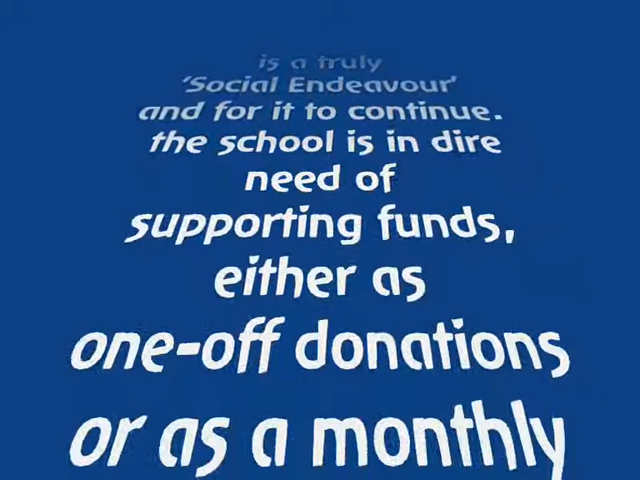 is a truly
'Social Endeavour'
and for it to continue.
the school is in dire
need of
supporting funds,
either as
one-off donations
or as a monthly